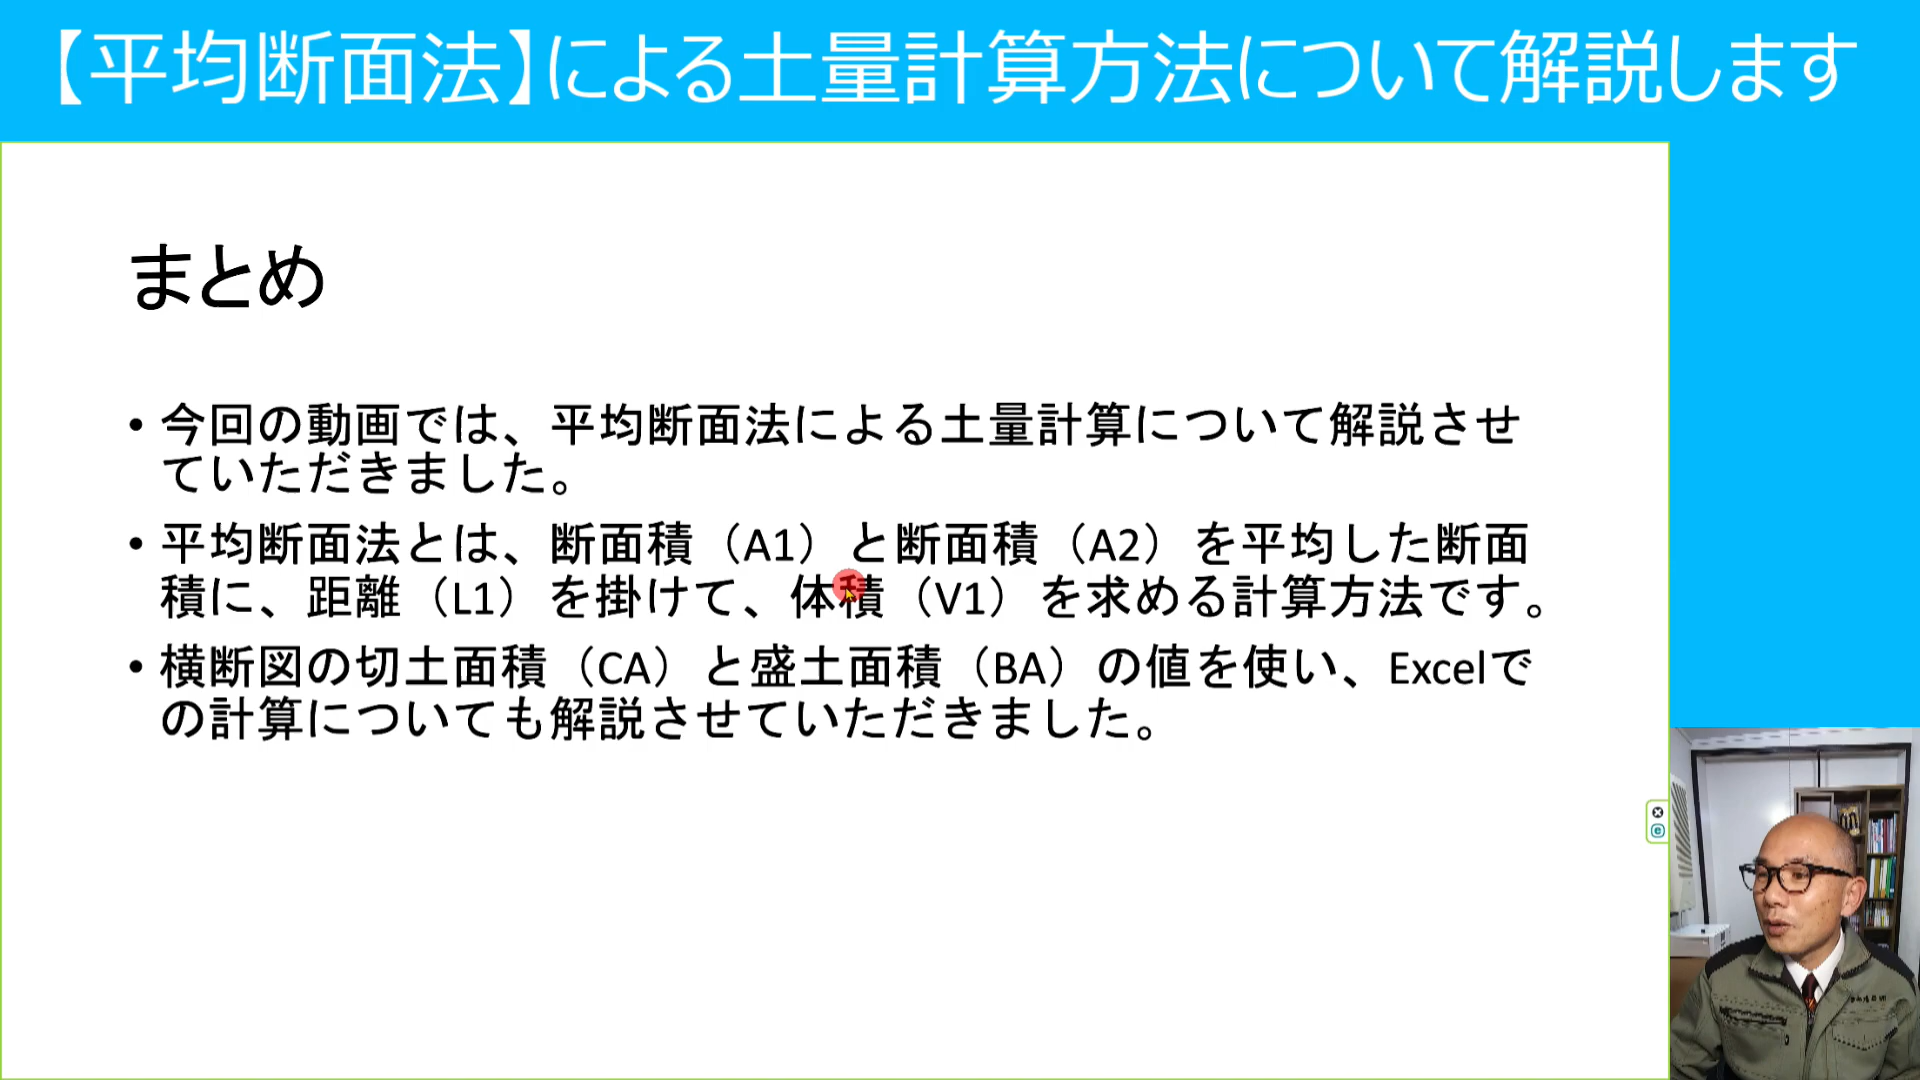 【平均断面法】による土量計算方法について解説します
まとめ
• 今回の動画では、平均断面法による土量計算について解説させ
ていただきました。
• 平均断面法とは、断面積（A1）と断面積（A2）を平均した断面
積に、距離（L1）を掛けて、体積（V1）を求める計算方法です。
• 横断図の切土面積（CA）と盛土面積（BA）の値を使い、Excelで
の計算についても解説させていただきました。